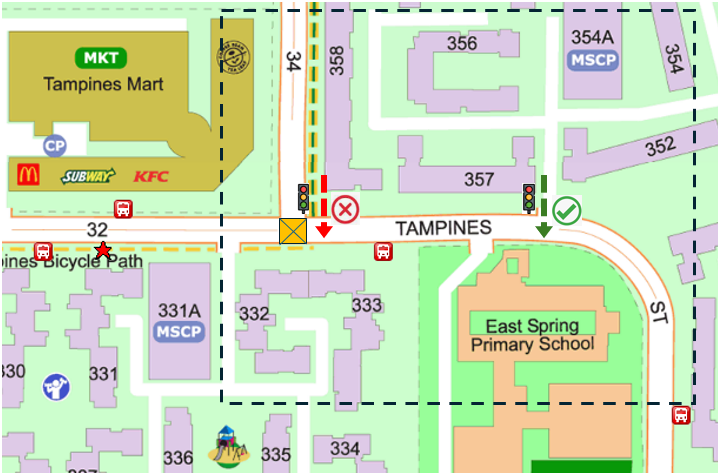 MKT
Tampines Mart
CP
SUBWAY
KFC
34
358
356
354A
MSCP
354
352
357
32
TAMPINES
ST
pines Bicycle Path
331A
MSCP
332
333
East Spring
Primary School
330
331
336
335
334